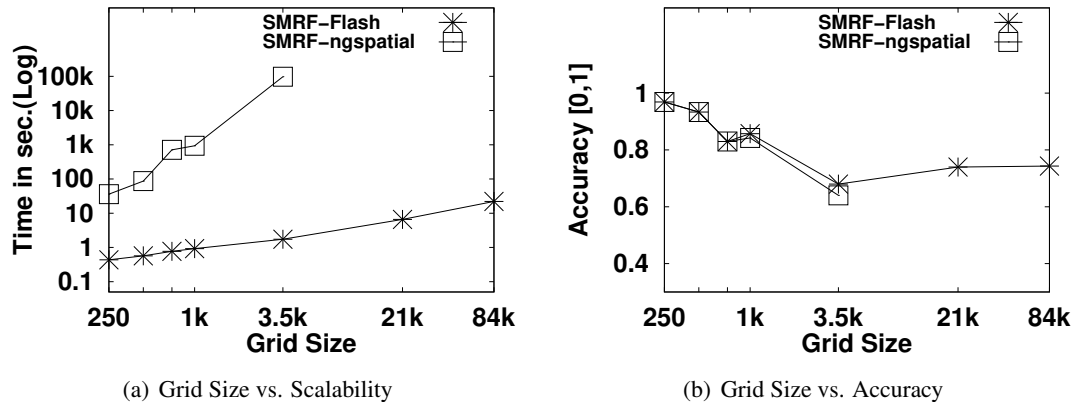 SMRF-Flash
SMRF-ngspatial
Time in sec.(Log)
100k
10k
1k
100
10
1
0.1
250
1k
3.5k
21k
84k
Grid Size
(a) Grid Size vs. Scalability
SMRF-Flash
SMRF-ngspatial
Accuracy [0,1]
1
0.8
0.6
0.4
250
1k
3.5k
21k
84k
Grid Size
(b) Grid Size vs. Accuracy